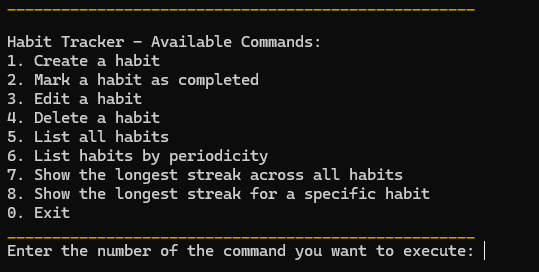 Habit Tracker - Available Commands:
1. Create a habit
2. Mark a habit as completed
3. Edit a habit
4. Delete a habit
5. List all habits
6. List habits by periodicity
7. Show the longest streak across all habits
8. Show the longest streak for a specific habit
0. Exit
Enter the number of the command you want to execute: